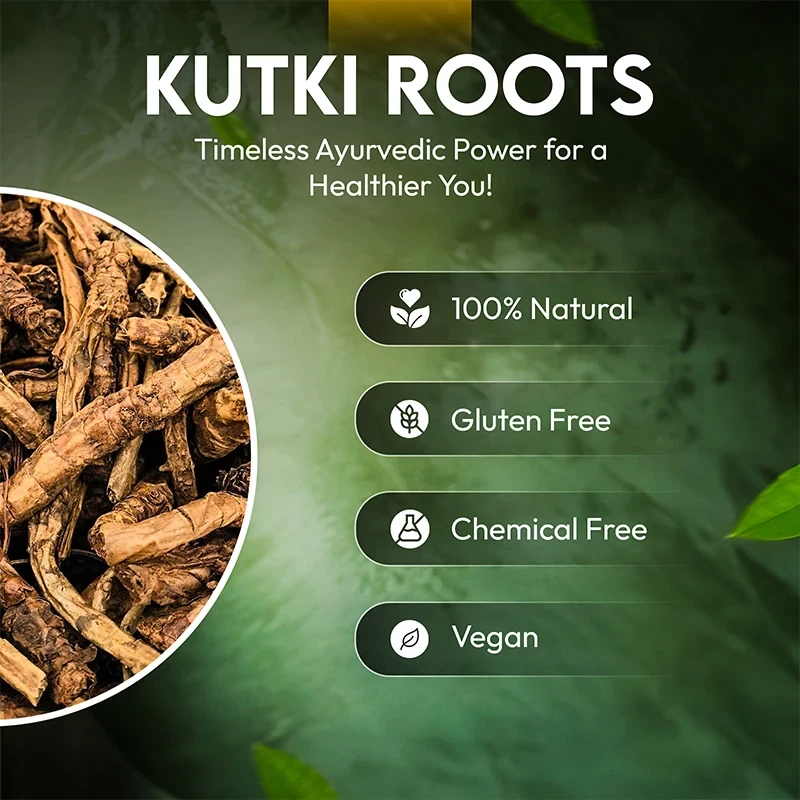 KUTKI ROOTS
Timeless Ayurvedic Power for a
Healthier You!
100% Natural
Gluten Free
Chemical Free
Vegan